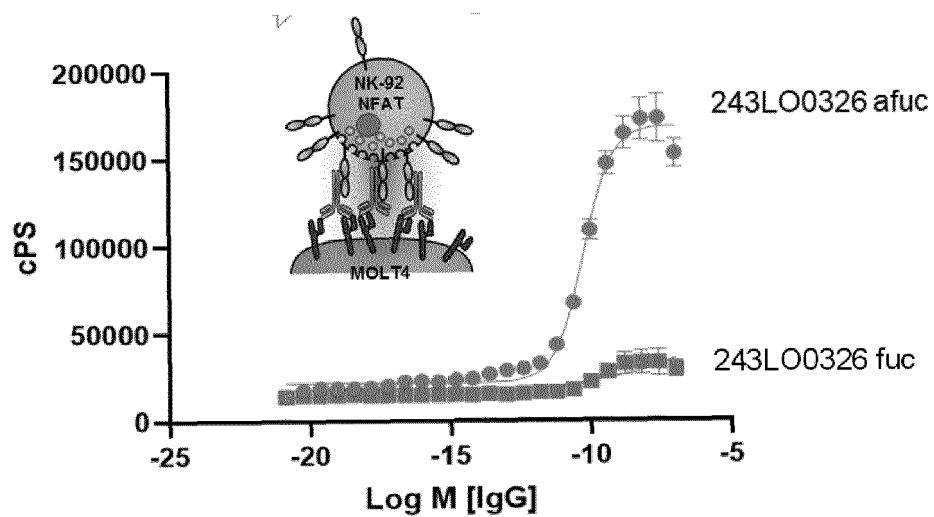 NK-92
NFAT
MOLT4
200000
150000
100000
50000
0
cPS
-25
-20
-15
-10
-5
Log M [IgG]
243LO0326 afuc
243LO0326 fuc